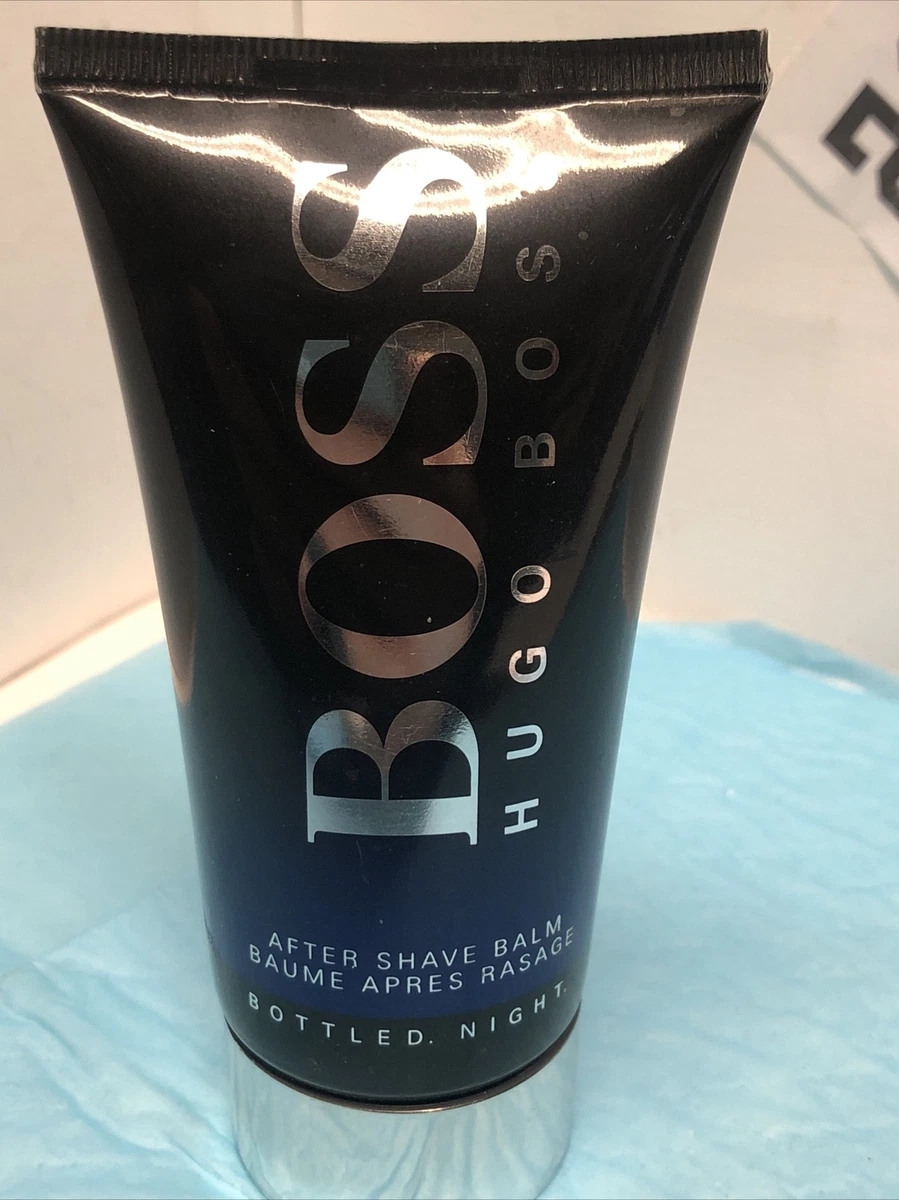 BOSS
HUGO BOSS
AFTER SHAVE BALM
BAUME APRES RASAGE
BOTTLED. NIGHT.